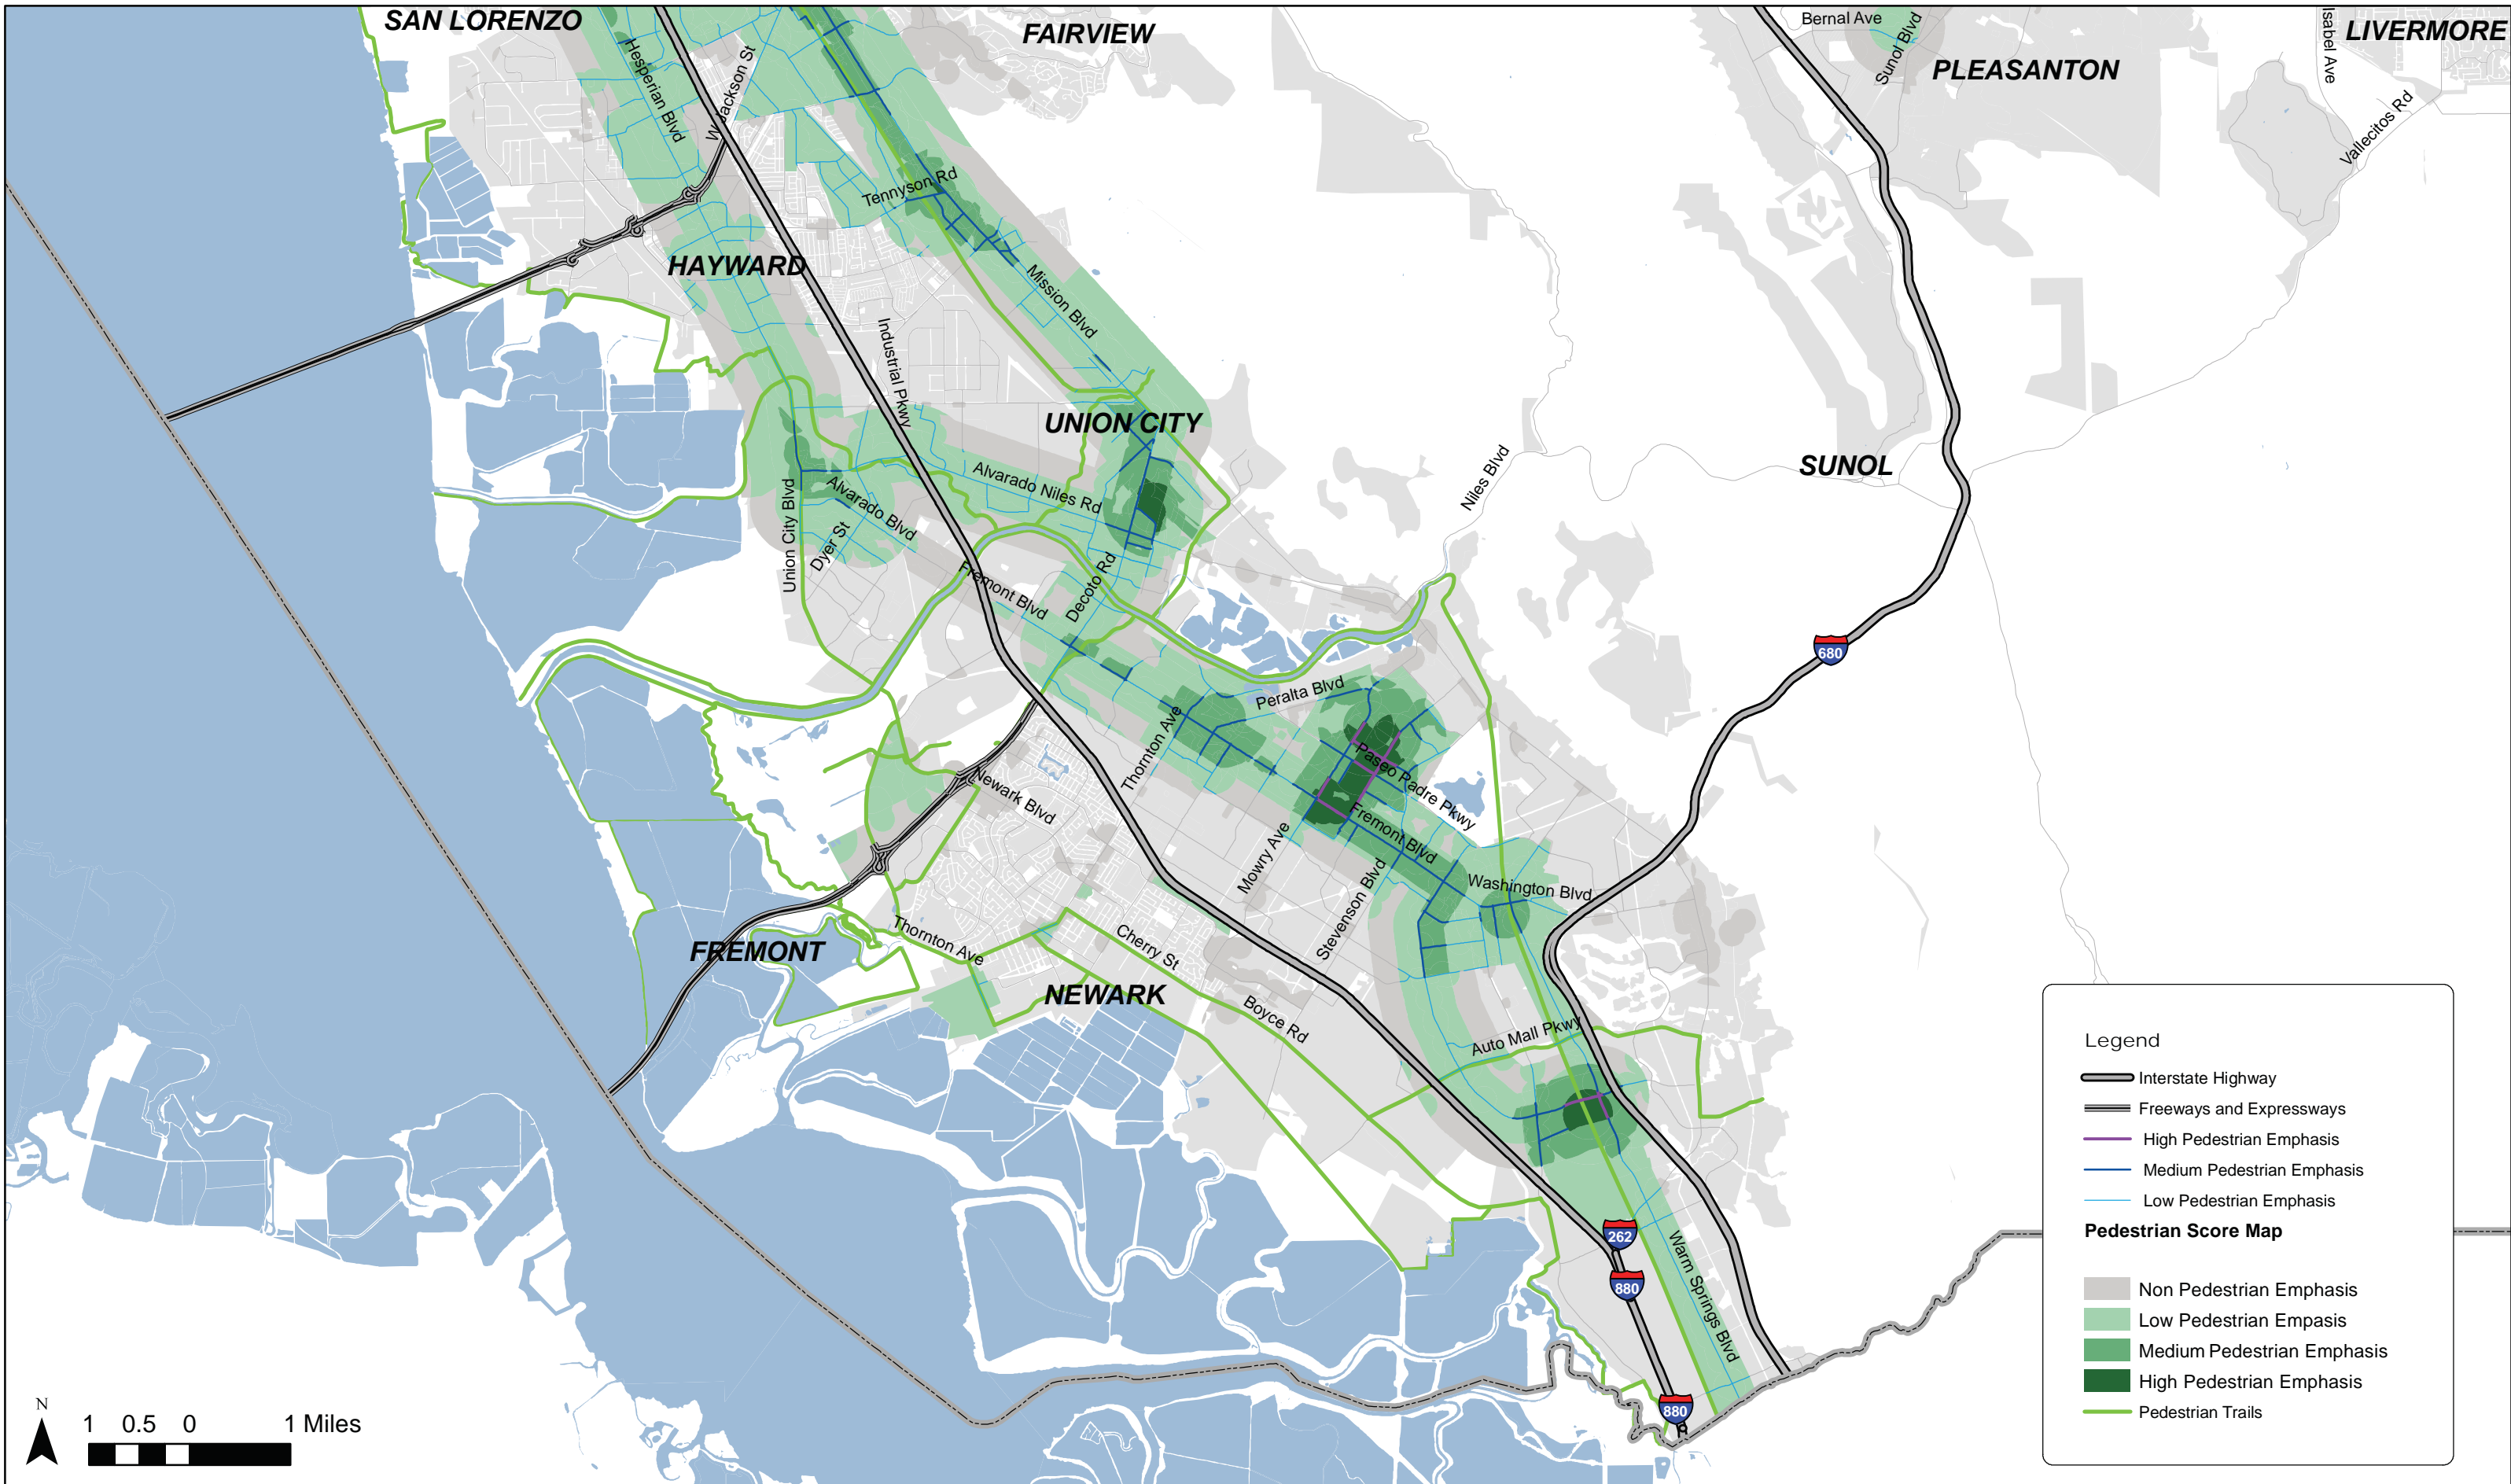 SAN LORENZO
FAIRVIEW
Bernal Ave
Sunol Blvd
Isabel Ave
LIVERMORE
PLEASANTON
Hesperian Blvd
W Jackson St
Vallecitos Rd
Tennyson Rd
HAYWARD
Mission Blvd
Industrial Pkwy
UNION CITY
Alvarado Niles Rd
Niles Blvd
SUNOL
Union City Blvd
Alvarado Blvd
Dyer St
Fremont Blvd
Decoto Rd
680
Peralta Blvd
Thornton Ave
Paseo Padre Pkwy
Newark Blvd
Fremont Blvd
Mowry Ave
Stevenson Blvd
Washington Blvd
FREMONT
Thornton Ave
Cherry St
NEWARK
Boyce Rd
Auto Mall Pkwy
262
880
Warm Springs Blvd
880
N
1 0.5 0 1 Miles
Legend
Interstate Highway
Freeways and Expressways
High Pedestrian Emphasis
Medium Pedestrian Emphasis
Low Pedestrian Emphasis
Pedestrian Score Map
Non Pedestrian Emphasis
Low Pedestrian Empasis
Medium Pedestrian Emphasis
High Pedestrian Emphasis
Pedestrian Trails